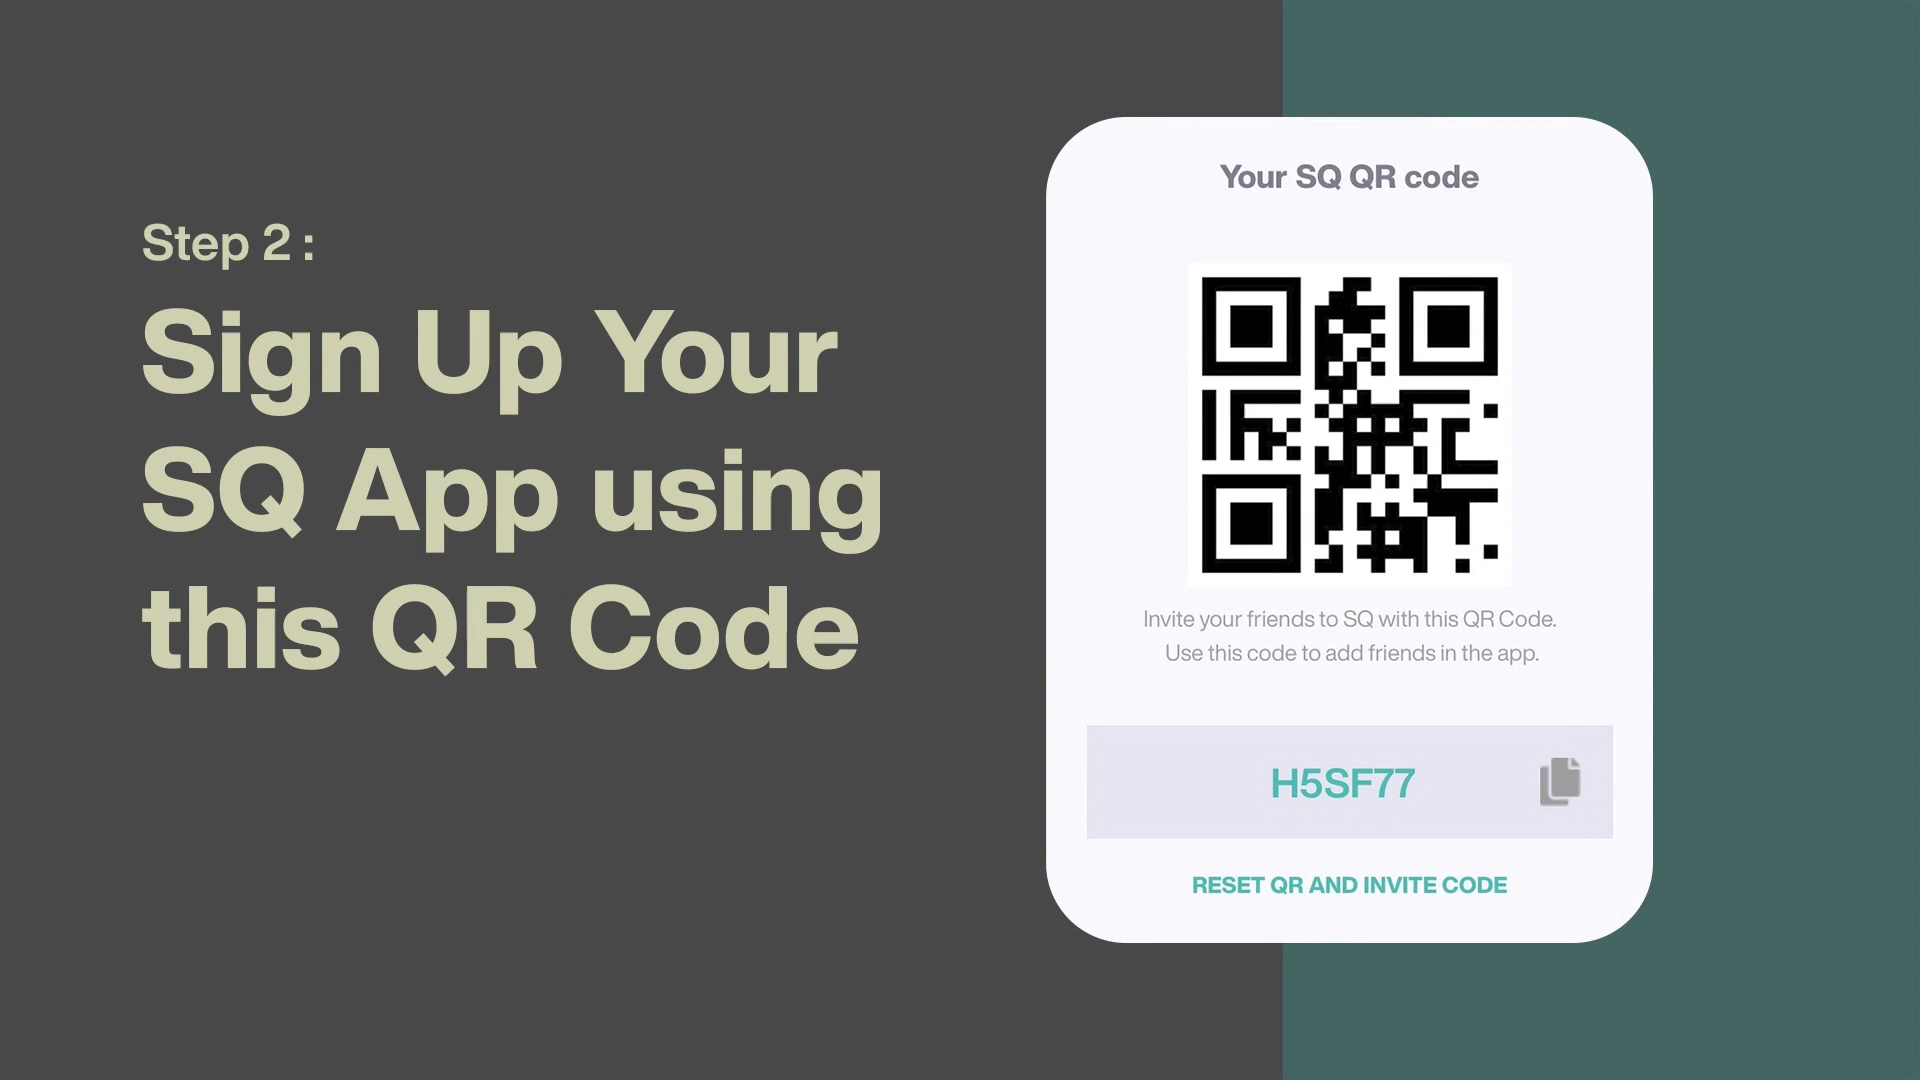 Step 2 :
Sign Up Your
SQ App using
this QR Code
Your SQ QR code
Invite your friends to SQ with this QR Code.
Use this code to add friends in the app.
H5SF77
RESET QR AND INVITE CODE